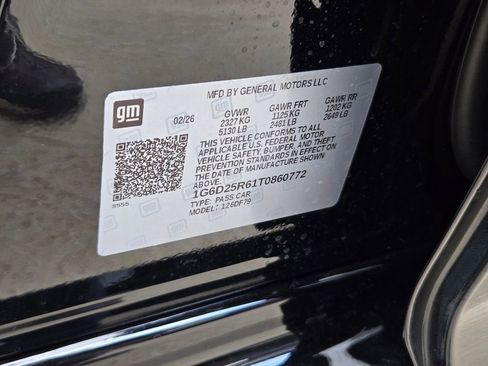 gm
MFD BY GENERAL MOTORS LLC
02/26
GVWR GAWR FRT GAWR RR
2327 KG 1125 KG 1202 KG
5130 LB 2481 LB 2649 LB
THIS VEHICLE CONFORMS TO ALL
APPLICABLE U.S. FEDERAL MOTOR
VEHICLE SAFETY, BUMPER, AND THEFT
PREVENTION STANDARDS IN EFFECT ON
THE DATE OF MANUFACTURE SHOWN
ABOVE.
1G6D25R61T0860772
TYPE: PASS CAR
MODEL: 126DF79